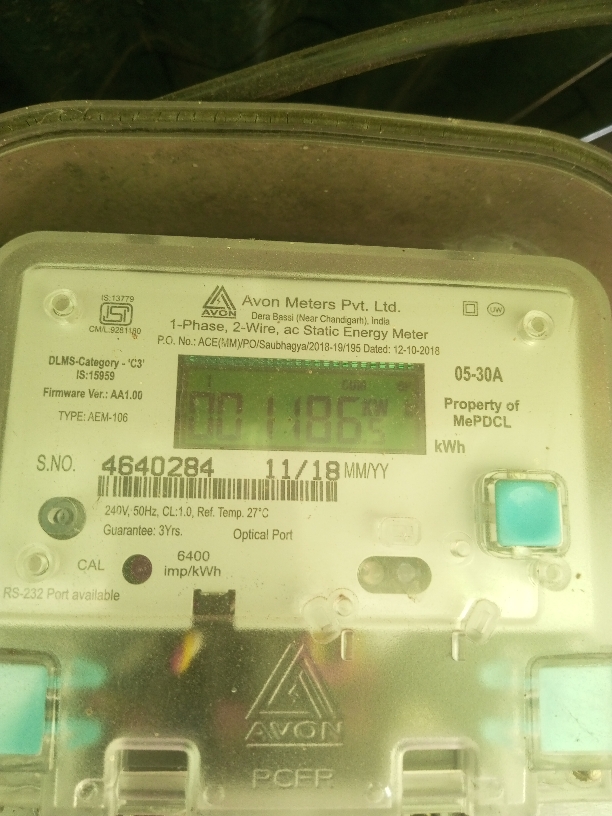 IS:13779
ISI
CM/L:9281180
AVON
Avon Meters Pvt. Ltd.
Dera Bassi (Near Chandigarh), India
UW
1-Phase, 2-Wire, ac Static Energy Meter
P.O. No.: ACE(MM)/PO/Saubhagya/2018-19/195 Dated: 12-10-2018
DLMS-Category - 'C3'
IS:15959
Firmware Ver.: AA1.00
TYPE: AEM-106
05-30A
Property of
MePDCL
kWh
S.NO. 4640284 11/18 MM/YY
240V, 50Hz, CL:1.0, Ref. Temp. 27°C
Guarantee: 3Yrs. Optical Port
CAL 6400
imp/kWh
RS-232 Port available
AVON